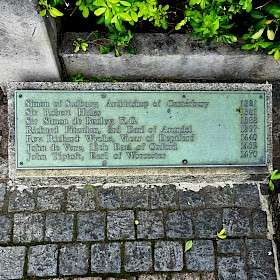 Simon of Sudbury, Archbishop of Canterbury 1381
Sir Robert Hales 1381
Sir Simon de Burley, K.G. 1388
Richard Fitzalan, 3rd Earl of Arundel 1397
Rev Richard Wyche, Vicar of Deptford 1440
John de Vere, 12th Earl of Oxford 1462
John Tiptoft, Earl of Worcester 1470